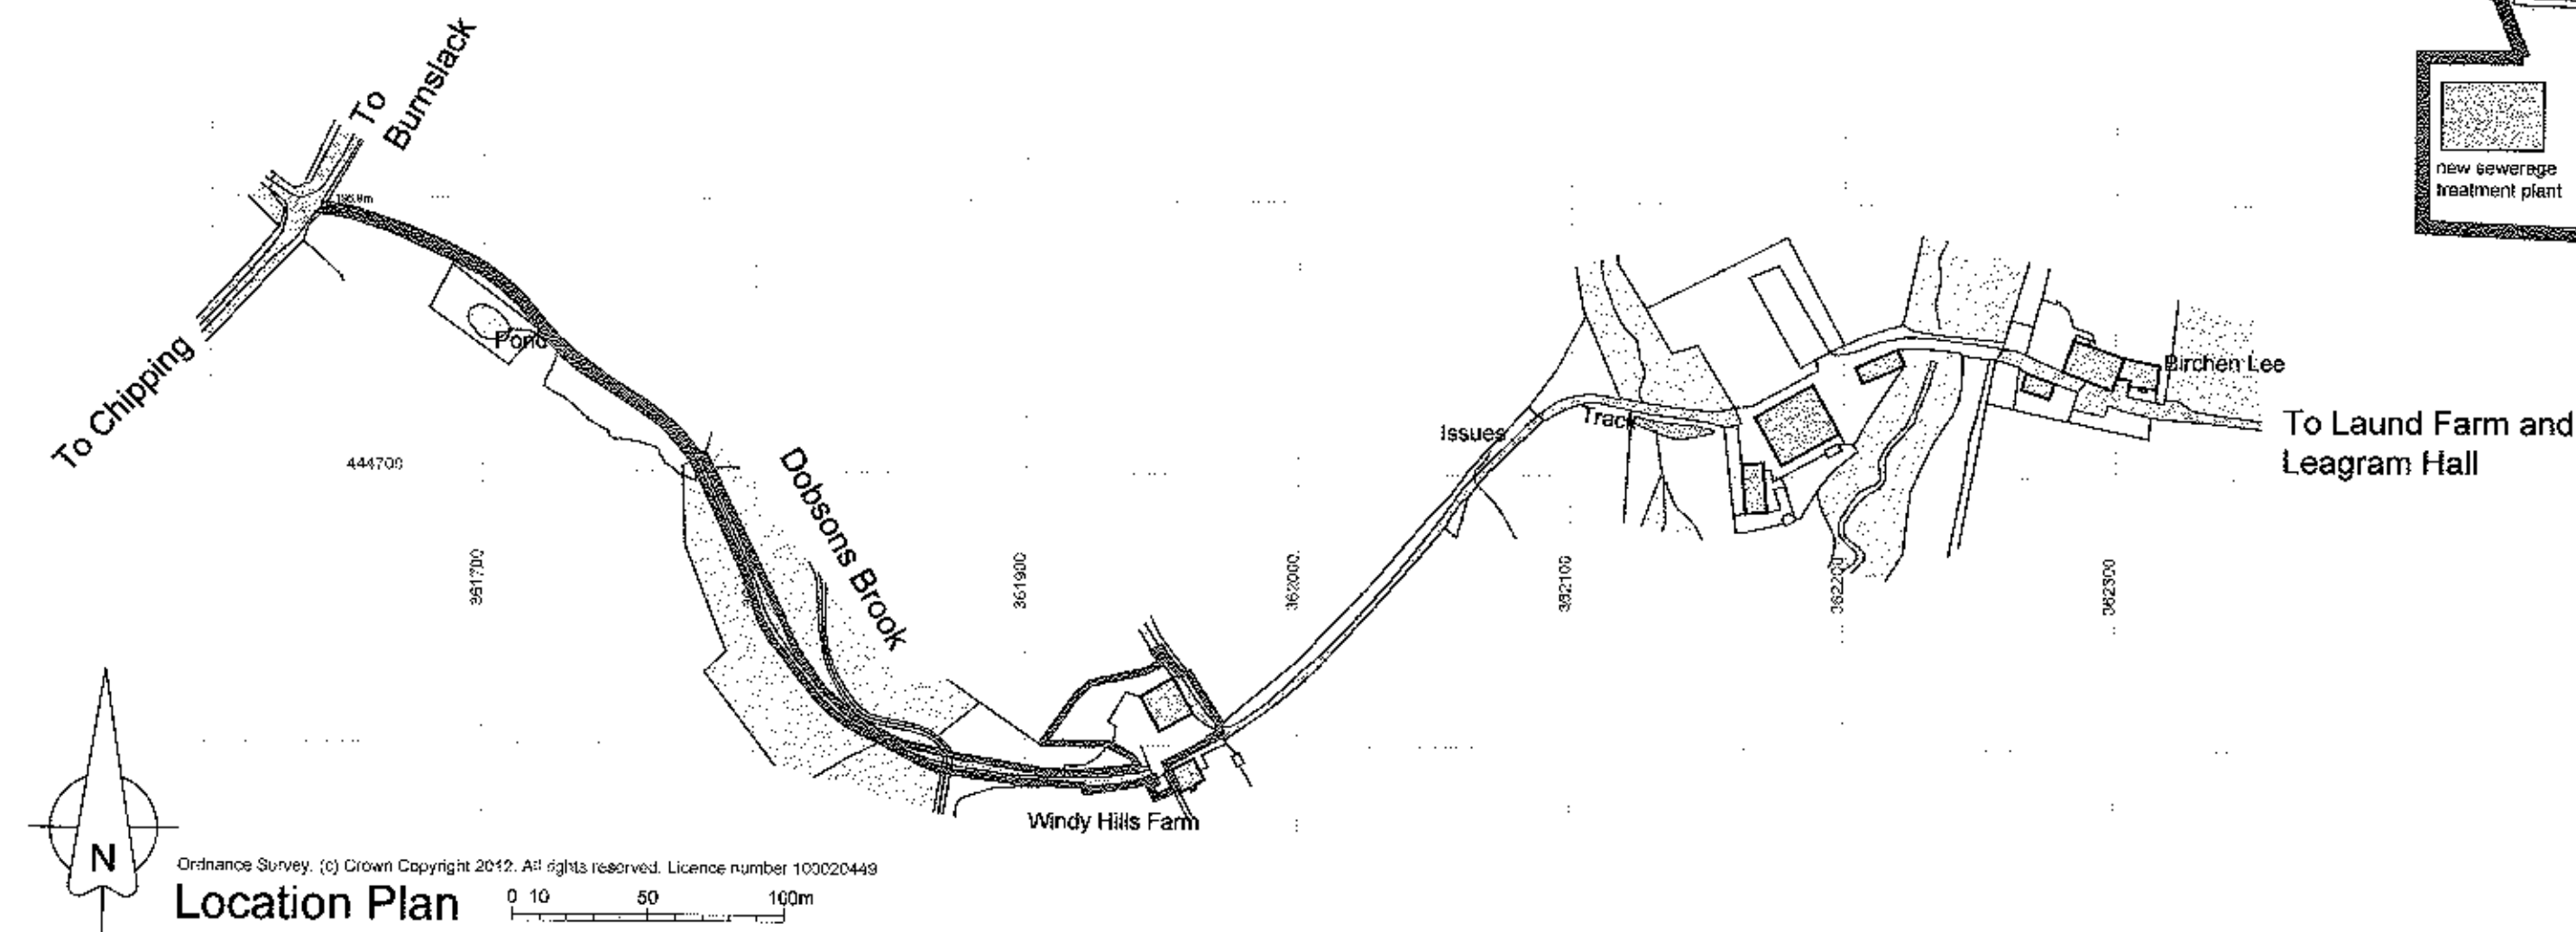 To
Burnslack
new sewerege
treatment plant
Pond
Birchen Lee
To Chipping
Issues
Track
To Laund Farm and
Leagram Hall
444700
Dobsons Brook
361700
361900
362000
362100
362200
362300
Windy Hills Farm
N
Ordnance Survey. (c) Crown Copyright 2012. All rights reserved. Licence number 100020449
Location Plan
0 10 50 100m